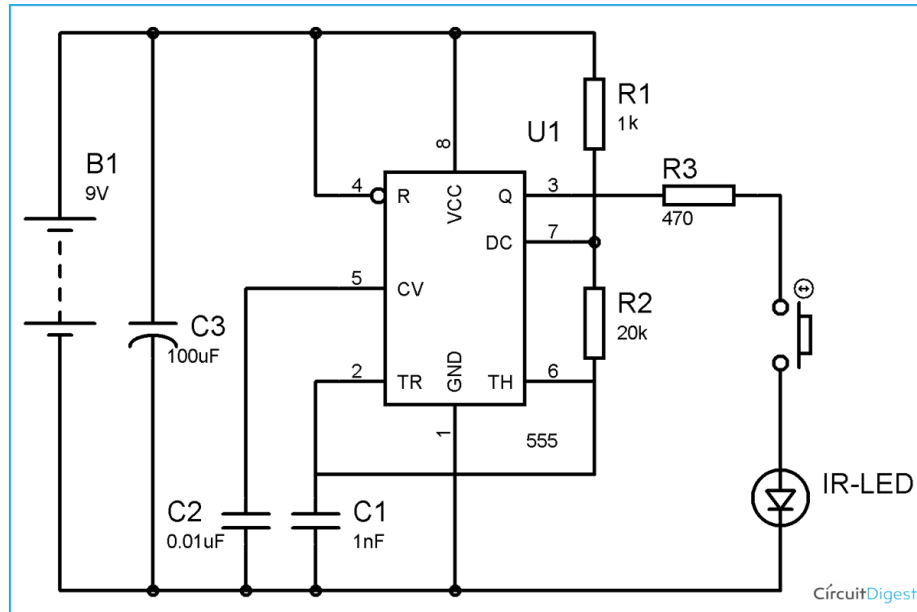 B1
9V
C3
100uF
C2
0.01uF
C1
1nF
U1
555
4
R
8
VCC
Q
3
DC
7
5
CV
2
TR
GND
1
TH
6
R1
1k
R2
20k
R3
470
IR-LED
CircuitDigest